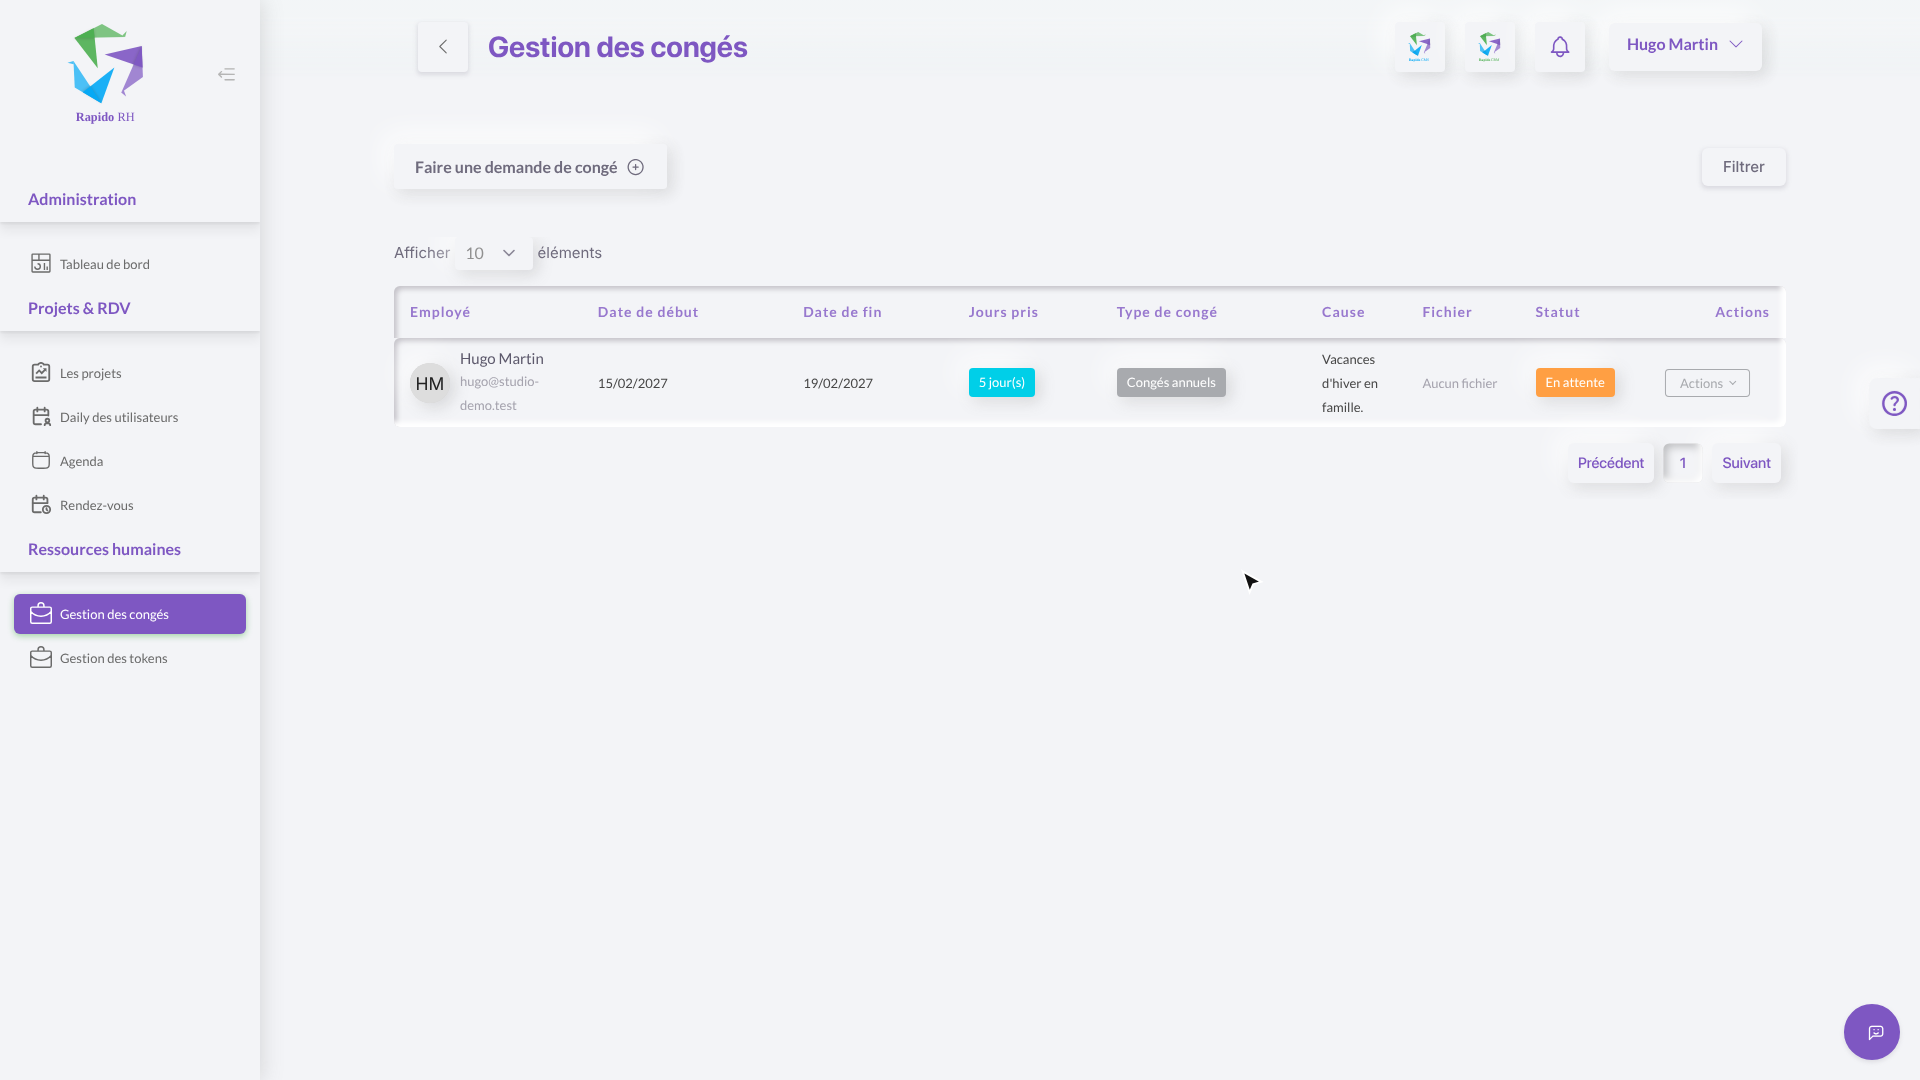 Rapido RH
Administration
Tableau de bord
Projets & RDV
Les projets
Daily des utilisateurs
Agenda
Rendez-vous
Ressources humaines
Gestion des congés
Gestion des tokens
Gestion des congés
Hugo Martin
Faire une demande de congé
Filtrer
Afficher 10 éléments
Employé Date de début Date de fin Jours pris Type de congé Cause Fichier Statut Actions
HM
Hugo Martin
hugo@studio-
demo.test
15/02/2027
19/02/2027
5 jour(s)
Congés annuels
Vacances
d'hiver en
famille.
Aucun fichier
En attente
Actions
Précédent 1 Suivant